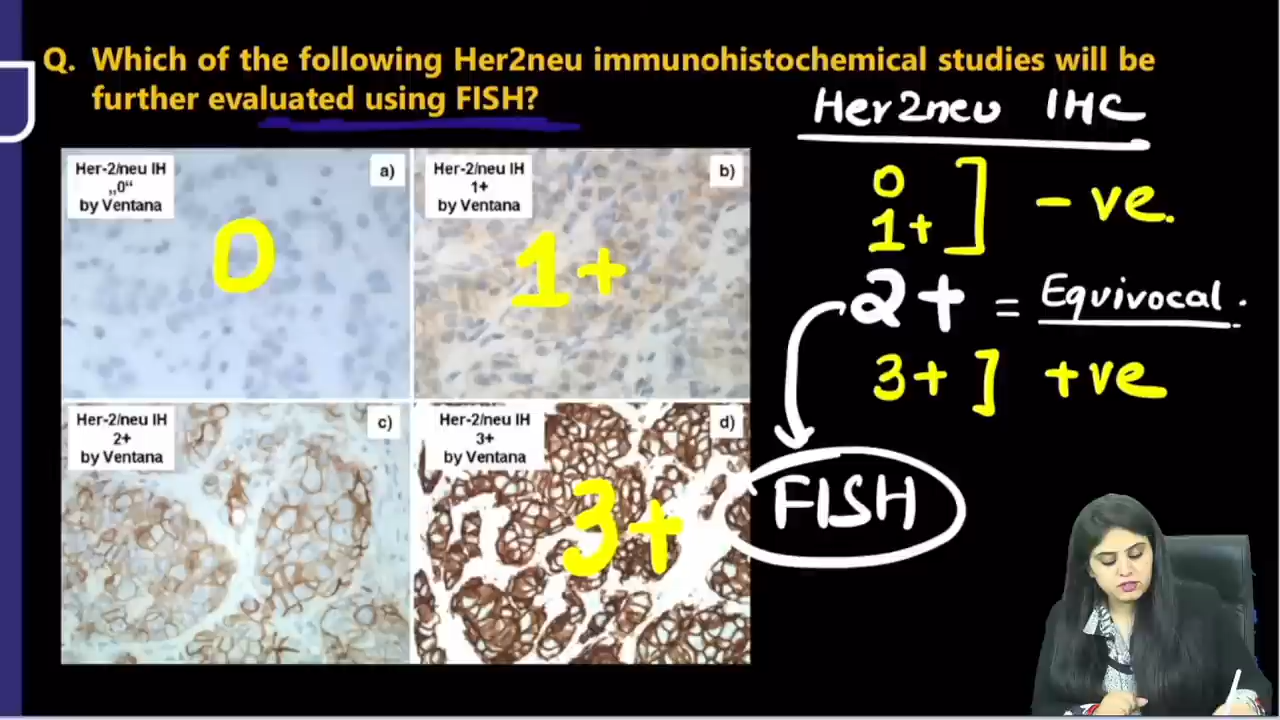 Q. Which of the following Her2neu immunohistochemical studies will be
further evaluated using FISH?
Her2neu IHC
Her-2/neu IH
„0“
by Ventana
a)
0
Her-2/neu IH
1+
by Ventana
b)
1+
0
1+ ] - ve.
2+ = Equivocal.
3+ ] +ve
Her-2/neu IH
2+
by Ventana
c)
Her-2/neu IH
3+
by Ventana
d)
3+
FISH